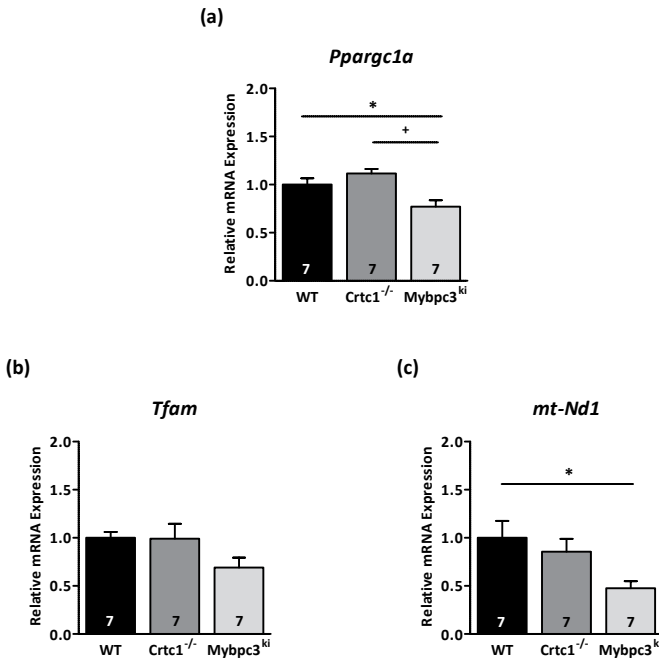 (a)
Ppargc1a
Relative mRNA Expression
2.0
1.5
1.0
0.5
0.0
*
+
7 7 7
WT Crtc1-/- Mybpc3ki
(b)
Tfam
Relative mRNA Expression
2.0
1.5
1.0
0.5
0.0
7 7 7
WT Crtc1-/- Mybpc3ki
(c)
mt-Nd1
Relative mRNA Expression
2.0
1.5
1.0
0.5
0.0
*
7 7 7
WT Crtc1-/- Mybpc3ki